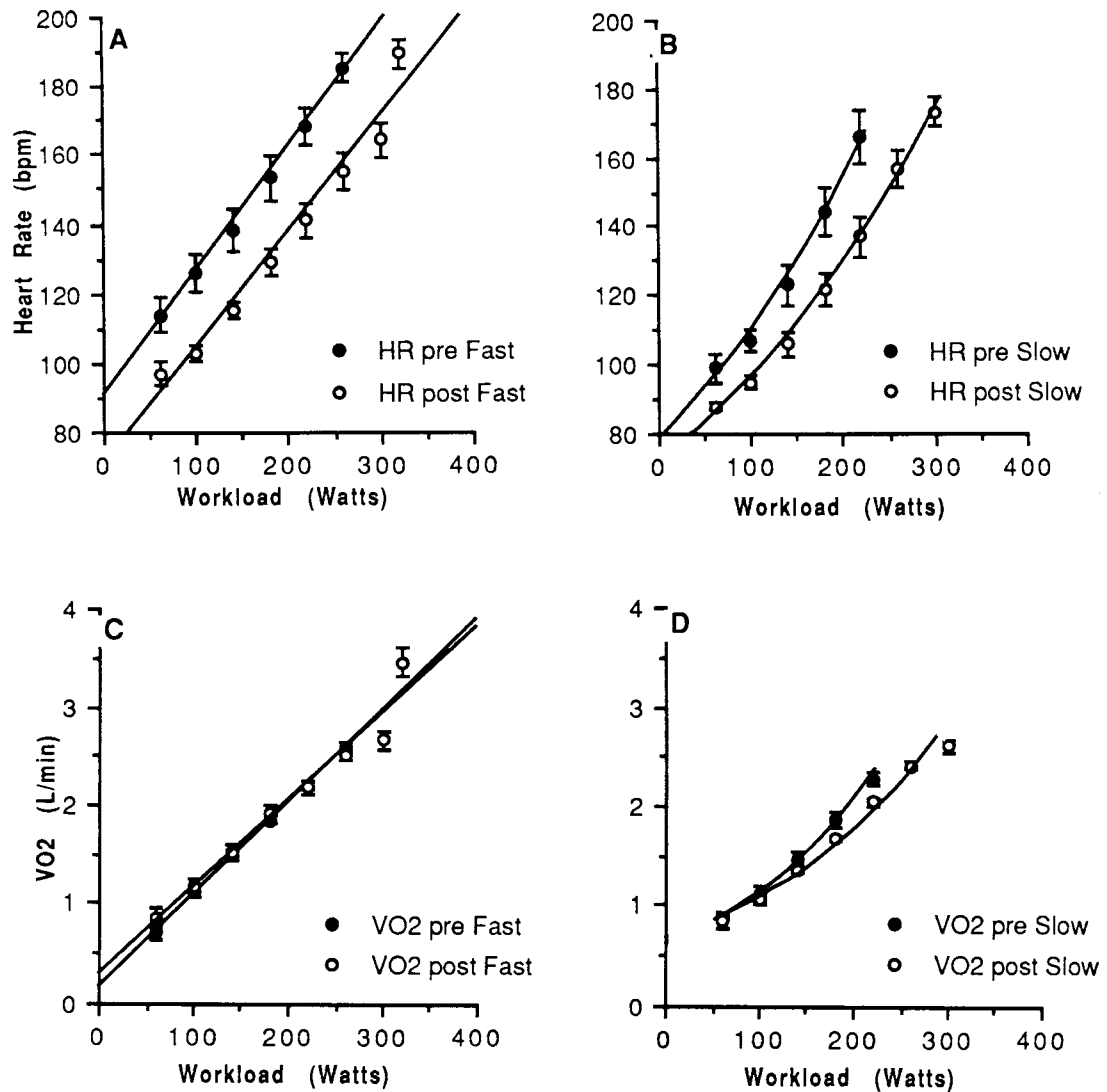 A
200
180
160
140
120
100
80
Heart Rate (bpm)
HR pre Fast
HR post Fast
0 100 200 300 400
Workload (Watts)
B
200
180
160
140
120
100
80
HR pre Slow
HR post Slow
0 100 200 300 400
Workload (Watts)
C
4
3
2
1
0
VO2 (L/min)
VO2 pre Fast
VO2 post Fast
0 100 200 300 400
Workload (Watts)
D
4
3
2
1
0
VO2 pre Slow
VO2 post Slow
0 100 200 300 400
Workload (Watts)